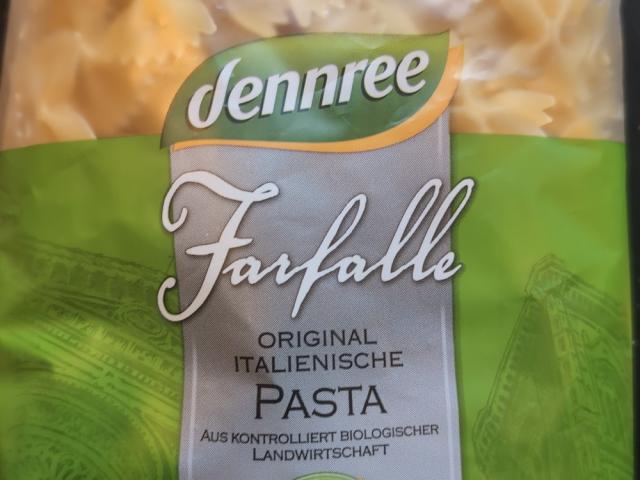 dennree
Farfalle
ORIGINAL
ITALIENISCHE
PASTA
AUS KONTROLLIERT BIOLOGISCHER
LANDWIRTSCHAFT